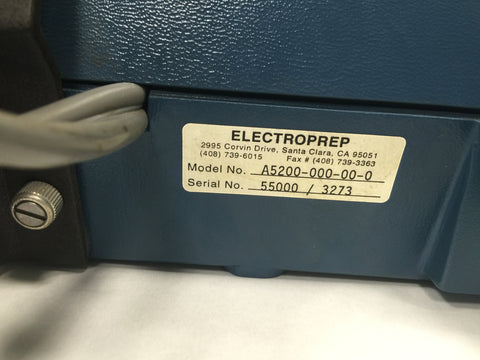 ELECTROPREP
2995 Corvin Drive, Santa Clara, CA 95051
(408) 739-6015 Fax # (408) 739-3363
Model No. A5200-000-00-0
Serial No. 55000 / 3273